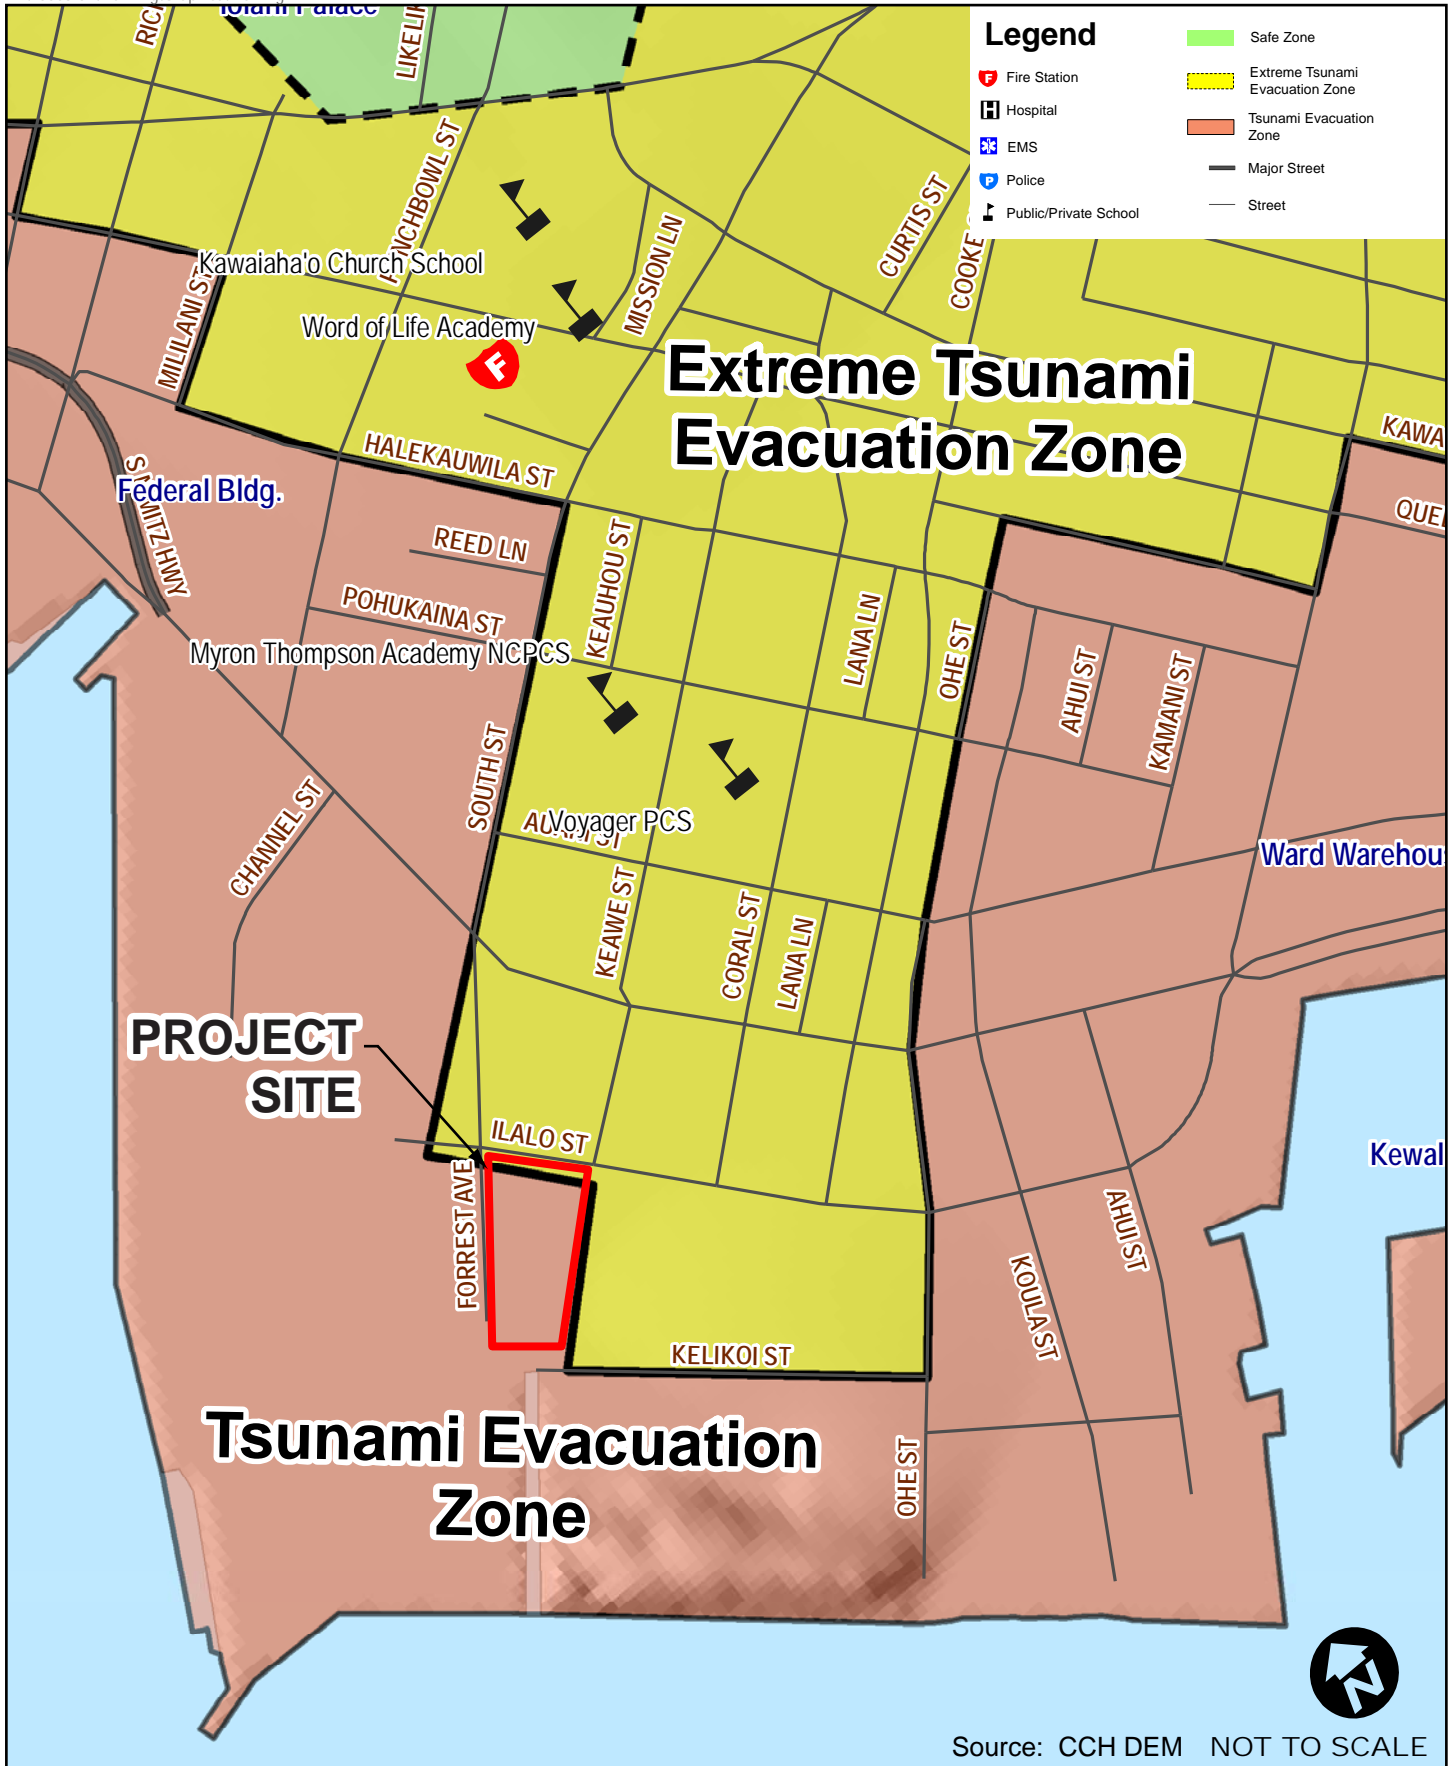 Iolani Palace
LIKELIK
Legend
Safe Zone
Fire Station
Extreme Tsunami
Evacuation Zone
Hospital
Tsunami Evacuation
Zone
EMS
Major Street
Police
Street
Public/Private School
NCHBOWL ST
MISSION LN
CURTIS ST
COOKE
Kawaiaha'o Church School
MILILANI ST
Word of Life Academy
F
Extreme Tsunami
Evacuation Zone
KAWA
HALEKAUWILA ST
Federal Bldg.
QUE
REED LN
KEAUHOU ST
POHUKAINA ST
LANA LN
OHE ST
AHUI ST
KAMANI ST
Myron Thompson Academy NCPCS
SOUTH ST
CHANNEL ST
Voyager PCS
Ward Warehou
KEAWE ST
CORAL ST
LANA LN
PROJECT
SITE
ILALO ST
Kewal
FORREST AVE
AHUI ST
KOULA ST
KELIKOI ST
Tsunami Evacuation
Zone
OHE ST
N
Source: CCH DEM NOT TO SCALE